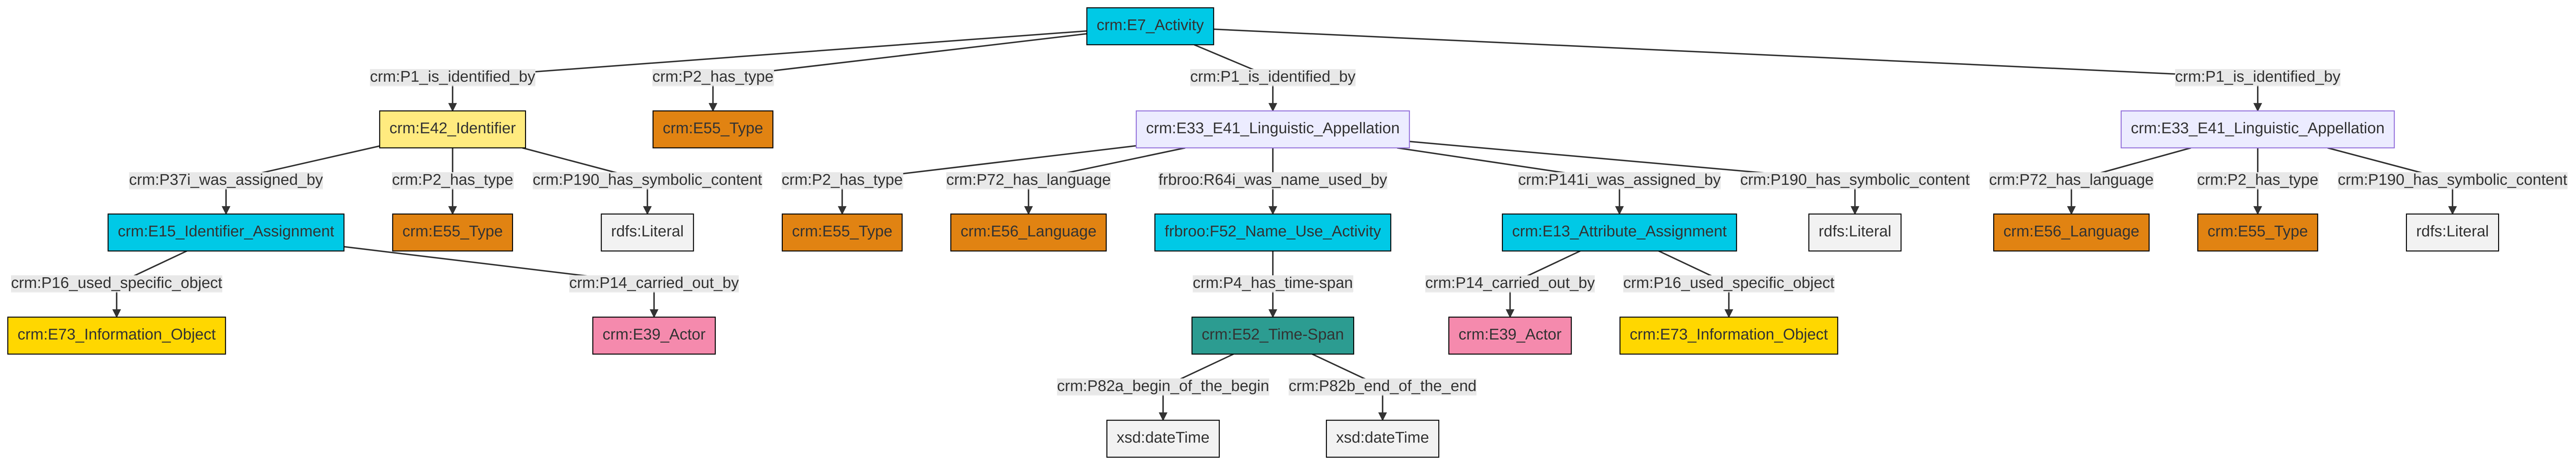 crm:E7_Activity
crm:P1_is_identified_by
crm:P2_has_type
crm:P1_is_identified_by
crm:P1_is_identified_by
crm:E42_Identifier
crm:E55_Type
crm:E33_E41_Linguistic_Appellation
crm:E33_E41_Linguistic_Appellation
crm:P37i_was_assigned_by
crm:P2_has_type
crm:P190_has_symbolic_content
crm:P2_has_type
crm:P72_has_language
frbroo:R64i_was_name_used_by
crm:P141i_was_assigned_by
crm:P190_has_symbolic_content
crm:P72_has_language
crm:P2_has_type
crm:P190_has_symbolic_content
crm:E15_Identifier_Assignment
crm:E55_Type
rdfs:Literal
crm:E55_Type
crm:E56_Language
frbroo:F52_Name_Use_Activity
crm:E13_Attribute_Assignment
rdfs:Literal
crm:E56_Language
crm:E55_Type
rdfs:Literal
crm:P16_used_specific_object
crm:P14_carried_out_by
crm:P4_has_time-span
crm:P14_carried_out_by
crm:P16_used_specific_object
crm:E73_Information_Object
crm:E39_Actor
crm:E52_Time-Span
crm:E39_Actor
crm:E73_Information_Object
crm:P82a_begin_of_the_begin
crm:P82b_end_of_the_end
xsd:dateTime
xsd:dateTime